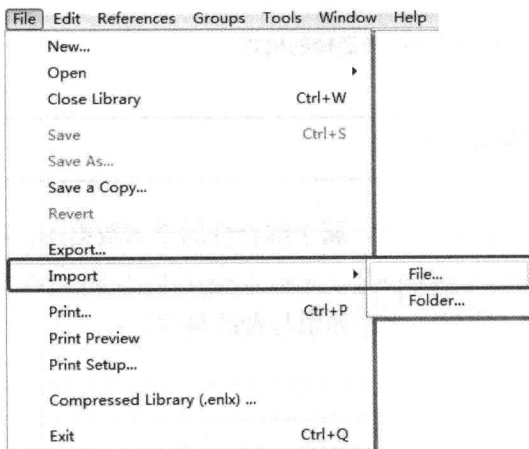 File Edit References Groups Tools Window Help
New...
Open
Close Library Ctrl+W
Save Ctrl+S
Save As...
Save a Copy...
Revert
Export...
Import File...
Folder...
Print... Ctrl+P
Print Preview
Print Setup...
Compressed Library (.enlx) ...
Exit Ctrl+Q